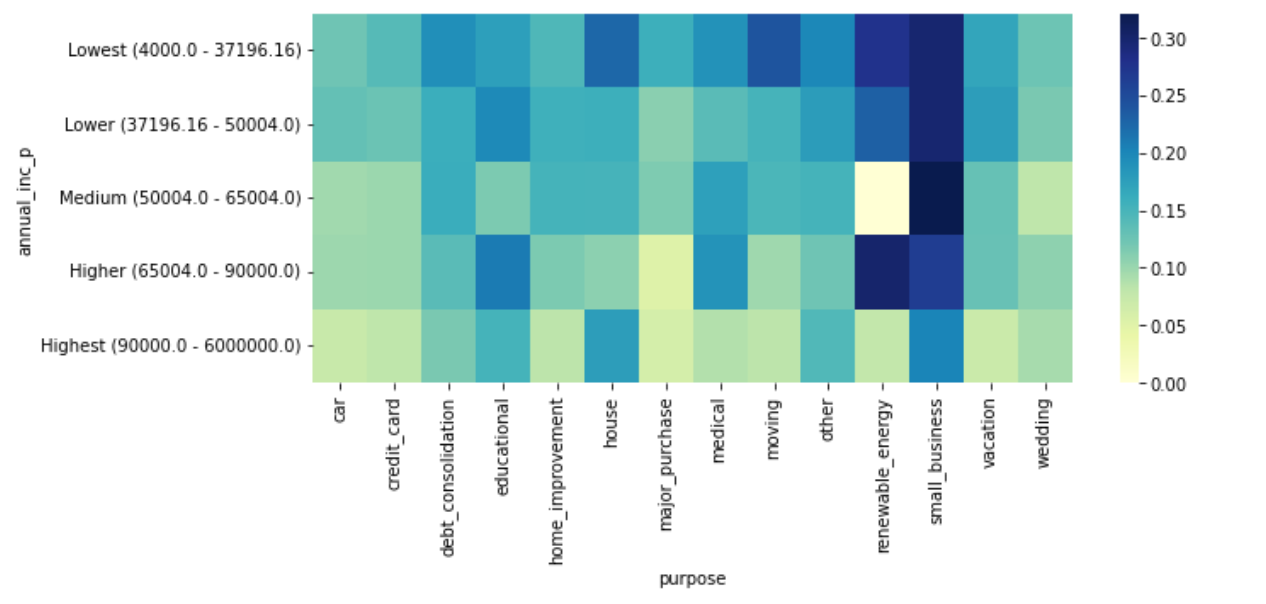 Lowest (4000.0 - 37196.16)
Lower (37196.16 - 50004.0)
Medium (50004.0 - 65004.0)
Higher (65004.0 - 90000.0)
Highest (90000.0 - 6000000.0)
annual_inc_p
car
credit_card
debt_consolidation
educational
home_improvement
house
major_purchase
medical
moving
other
renewable_energy
small_business
vacation
wedding
purpose
0.30
0.25
0.20
0.15
0.10
0.05
0.00